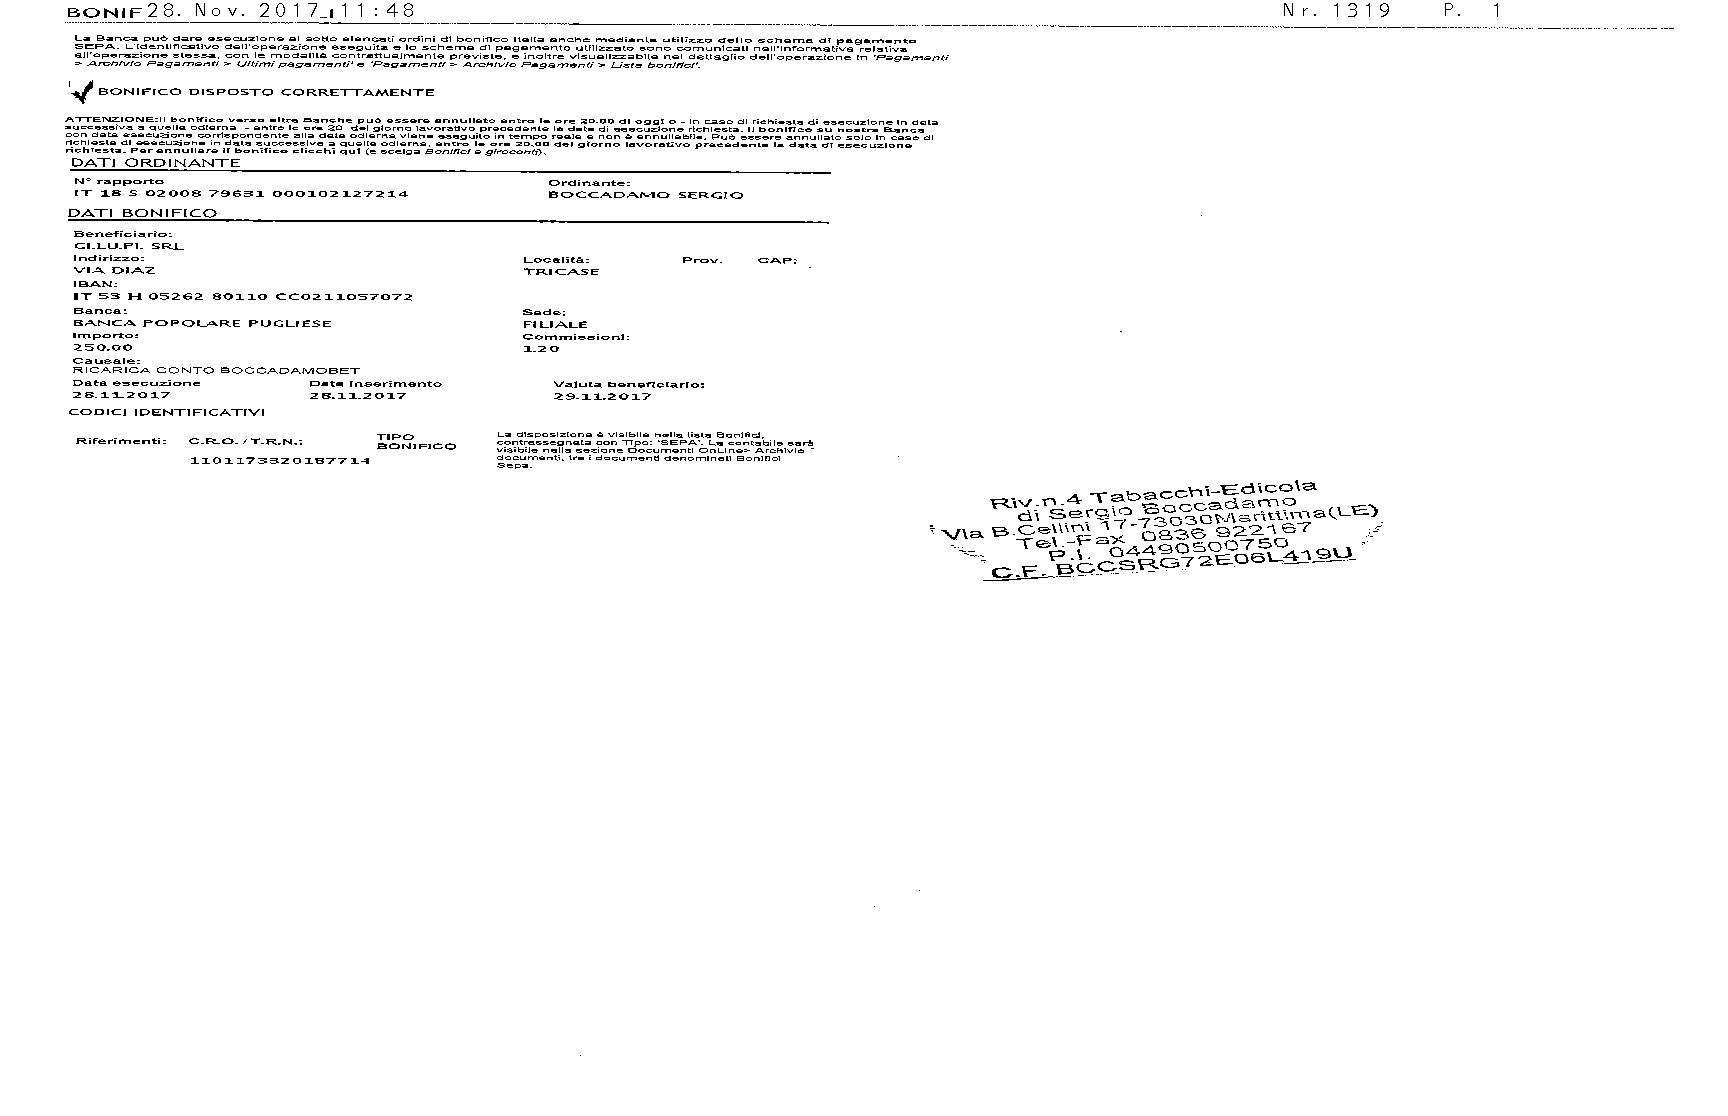 BONIF 28. Nov. 2017 11:48 Nr. 1319 P. 1
La Banca può dare esecuzione ai sotto elencati ordini di bonifico Italia anche mediante utilizzo dello schema di pagamento
SEPA. L'identificativo dell'operazione eseguita e lo schema di pagamento utilizzato sono comunicati nell'informativa relativa
all'operazione stessa, con le modalità contrattualmente previste, e inoltre visualizzabile nel dettaglio dell'operazione in 'Pagamenti
> Archivio Pagamenti > Ultimi pagamenti' e 'Pagamenti > Archivio Pagamenti > Lista bonifici'.
BONIFICO DISPOSTO CORRETTAMENTE
ATTENZIONE:Il bonifico verso altre Banche può essere annullato entro le ore 20.00 di oggi o - in caso di richiesta di esecuzione in data
successiva a quella odierna - entro le ore 20 del giorno lavorativo precedente la data di esecuzione richiesta. Il bonifico su nostra Banca
con data esecuzione corrispondente alla data odierna viene eseguito in tempo reale e non è annullabile. Può essere annullato solo in caso di
richiesta di esecuzione in data successiva a quella odierna, entro le ore 20.00 del giorno lavorativo precedente la data di esecuzione
richiesta. Per annullare il bonifico clicchi qui (e scelga Bonifici e giroconti).
DATI ORDINANTE
N° rapporto Ordinante:
IT 18 S 02008 79631 000102127214 BOCCADAMO SERGIO
DATI BONIFICO
Beneficiario:
GI.LU.PI. SRL
Indirizzo: Località: Prov. CAP:
VIA DIAZ TRICASE
IBAN:
IT 53 H 05262 80110 CC0211057072
Banca: Sede:
BANCA POPOLARE PUGLIESE FILIALE
Importo: Commissioni:
250.00 1.20
Causale:
RICARICA CONTO BOCCADAMOBET
Data esecuzione Data inserimento Valuta beneficiario:
28.11.2017 28.11.2017 29.11.2017
CODICI IDENTIFICATIVI
Riferimenti: C.R.O./T.R.N.: TIPO BONIFICO
1101173320187714
La disposizione è visibile nella lista Bonifici,
contrassegnata con Tipo: 'SEPA'. La contabile sarà
visibile nella sezione Documenti OnLine> Archivio
documenti, tra i documenti denominati Bonifici
Sepa.
Riv.n.4 Tabacchi-Edicola
di Sergio Boccadamo
Via B.Cellini 17-73030Marittima(LE)
Tel.-Fax 0836 922167
P.I. 04490500750
C.F. BCCSRG72E06L419U